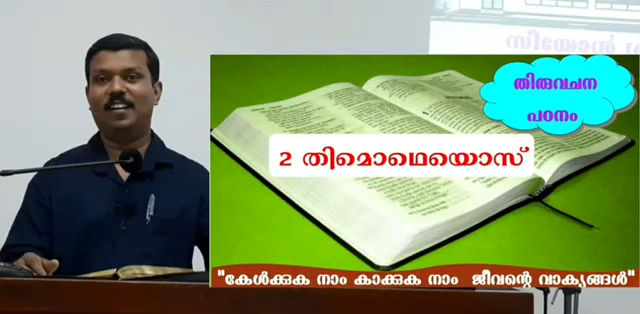 സീയോൻ
തിരുവചന
പഠനം
2 തിമൊഥെയൊസ്
"കേൾക്കുക നാം കാക്കുക നാം ജീവന്റെ വാക്യങ്ങൾ"